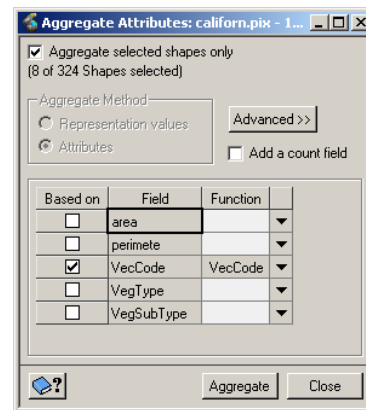 Aggregate Attributes: californ.pix - 1...
Aggregate selected shapes only
(8 of 324 Shapes selected)
Aggregate Method
Representation values
Attributes
Advanced >>
Add a count field
Based on Field Function
area
perimete
VecCode VecCode
VegType
VegSubType
? Aggregate Close